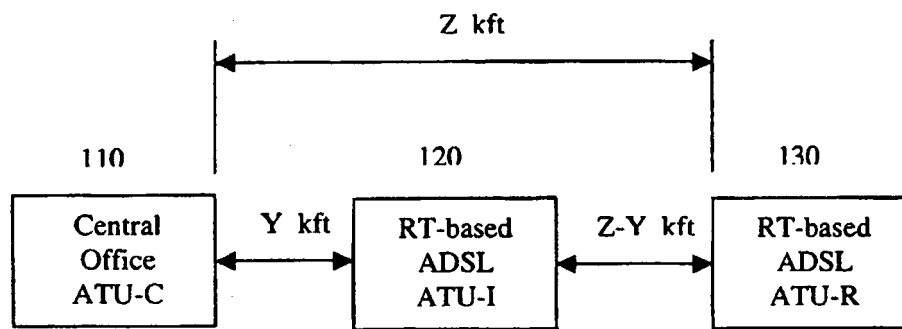 Z kft
110
120
130
Central
Office
ATU-C
Y kft
RT-based
ADSL
ATU-I
Z-Y kft
RT-based
ADSL
ATU-R